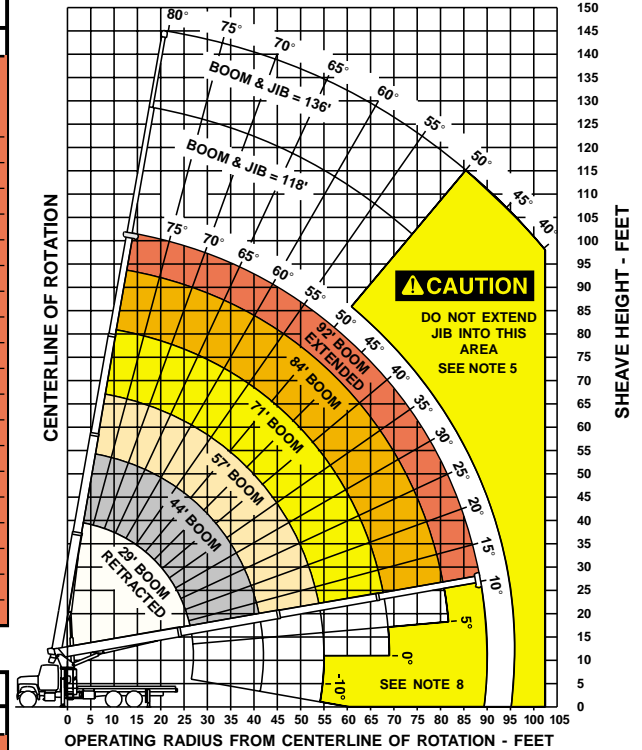 80° 75° 70° 65° 60° 55° 50° 45° 40°
BOOM & JIB = 136'
BOOM & JIB = 118'
75° 70° 65° 60° 55° 50° 45° 40° 35° 30° 25° 20° 15° 10° 5° 0° -10°
CAUTION
DO NOT EXTEND
JIB INTO THIS
AREA
SEE NOTE 5
92' BOOM
EXTENDED
84' BOOM
71' BOOM
57' BOOM
44' BOOM
29' BOOM
RETRACTED
SEE NOTE 8
CENTERLINE OF ROTATION
150
145
140
135
130
125
120
115
110
105
100
95
90
85
80
75
70
65
60
55
50
45
40
35
30
25
20
15
10
5
0
SHEAVE HEIGHT - FEET
0 5 10 15 20 25 30 35 40 45 50 55 60 65 70 75 80 85 90 95 100 105
OPERATING RADIUS FROM CENTERLINE OF ROTATION - FEET